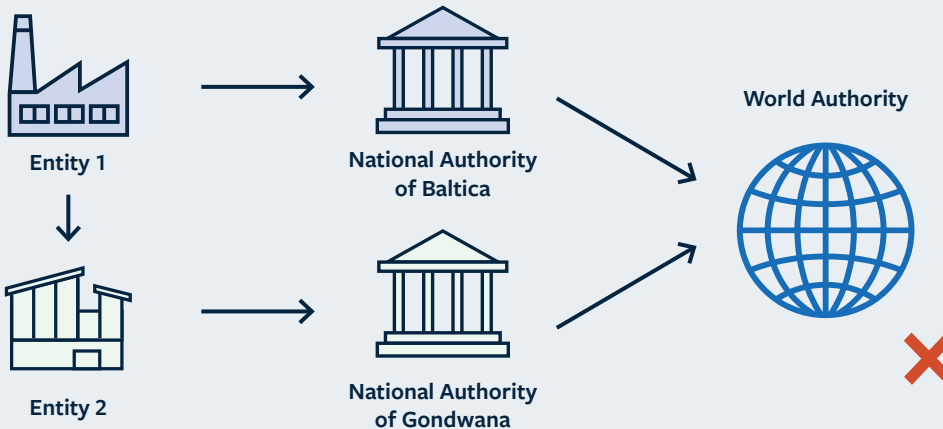 World Authority
Entity 1
National Authority
of Baltica
Entity 2
National Authority
of Gondwana